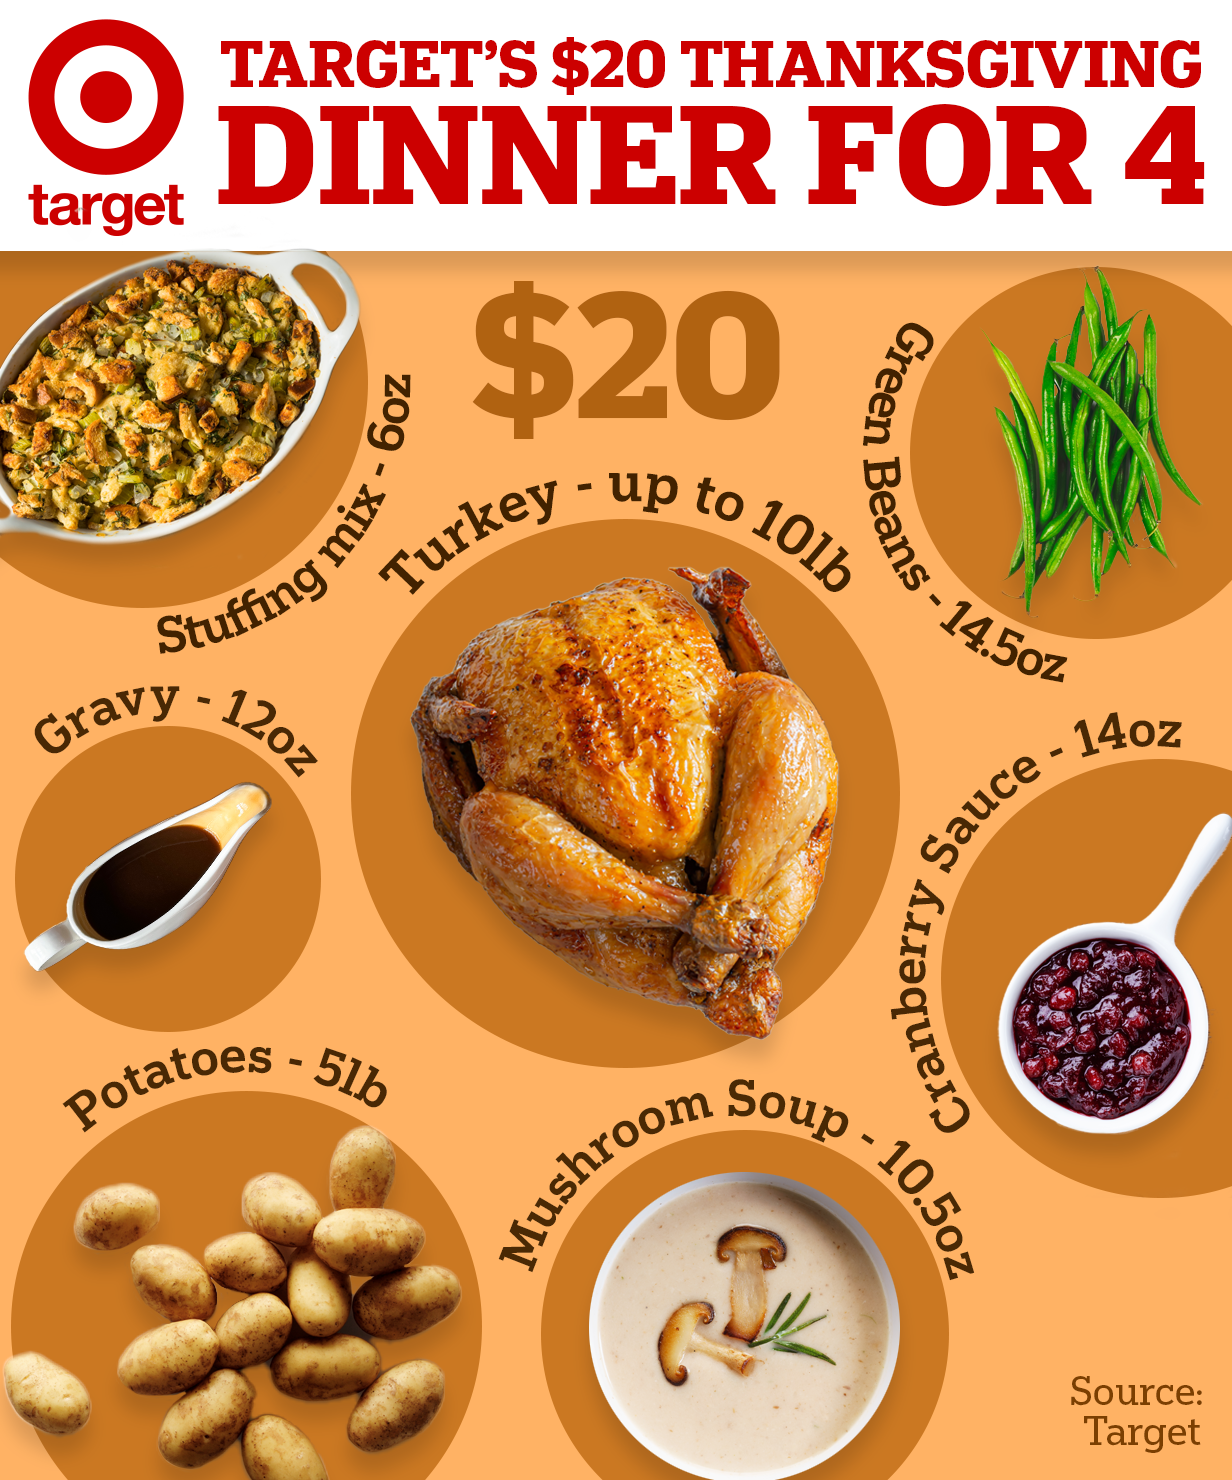 target
TARGET'S $20 THANKSGIVING
DINNER FOR 4
$20
Stuffing mix - 6oz
Turkey - up to 10lb
Green Beans - 14.5oz
Gravy - 12oz
Cranberry Sauce - 14oz
Potatoes - 5lb
Mushroom Soup - 10.5oz
Source:
Target